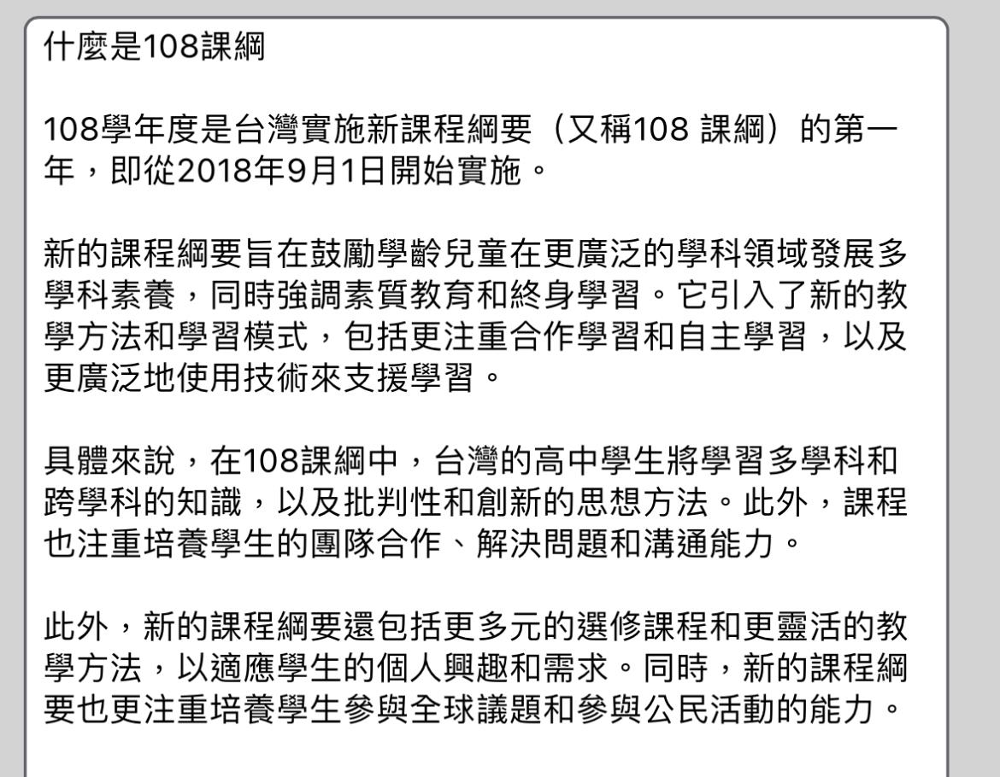 什麼是108課綱
108學年度是台灣實施新課程綱要（又稱108 課綱）的第一
年，即從2018年9月1日開始實施。
新的課程綱要旨在鼓勵學齡兒童在更廣泛的學科領域發展多
學科素養，同時強調素質教育和終身學習。它引入了新的教
學方法和學習模式，包括更注重合作學習和自主學習，以及
更廣泛地使用技術來支援學習。
具體來說，在108課綱中，台灣的高中學生將學習多學科和
跨學科的知識，以及批判性和創新的思想方法。此外，課程
也注重培養學生的團隊合作、解決問題和溝通能力。
此外，新的課程綱要還包括更多元的選修課程和更靈活的教
學方法，以適應學生的個人興趣和需求。同時，新的課程綱
要也更注重培養學生參與全球議題和參與公民活動的能力。